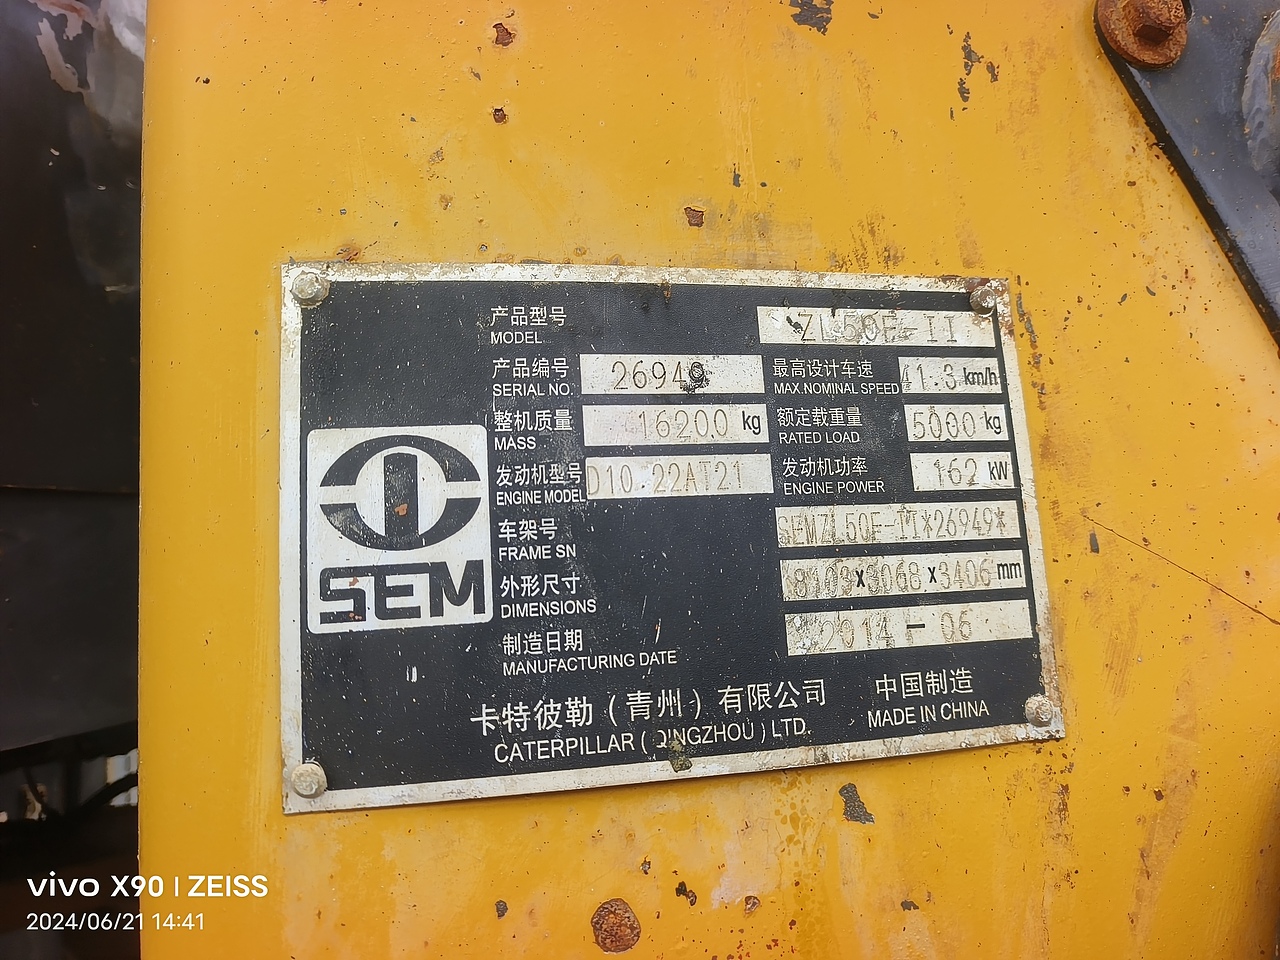 产品型号 ZL50F-II
MODEL
产品编号 26949 最高设计车速 41.3 km/h
SERIAL NO. MAX.NOMINAL SPEED
整机质量 16200 kg 额定载重量 5000 kg
MASS RATED LOAD
发动机型号 D10.22AT21 发动机功率 162 kW
ENGINE MODEL ENGINE POWER
车架号 SEMZL50F-II*26949*
FRAME SN
外形尺寸 8109x3068x3406 mm
DIMENSIONS
制造日期 2014-06
MANUFACTURING DATE
SEM
卡特彼勒（青州）有限公司 中国制造
CATERPILLAR ( QINGZHOU ) LTD. MADE IN CHINA
vivo X90 | ZEISS
2024/06/21 14:41